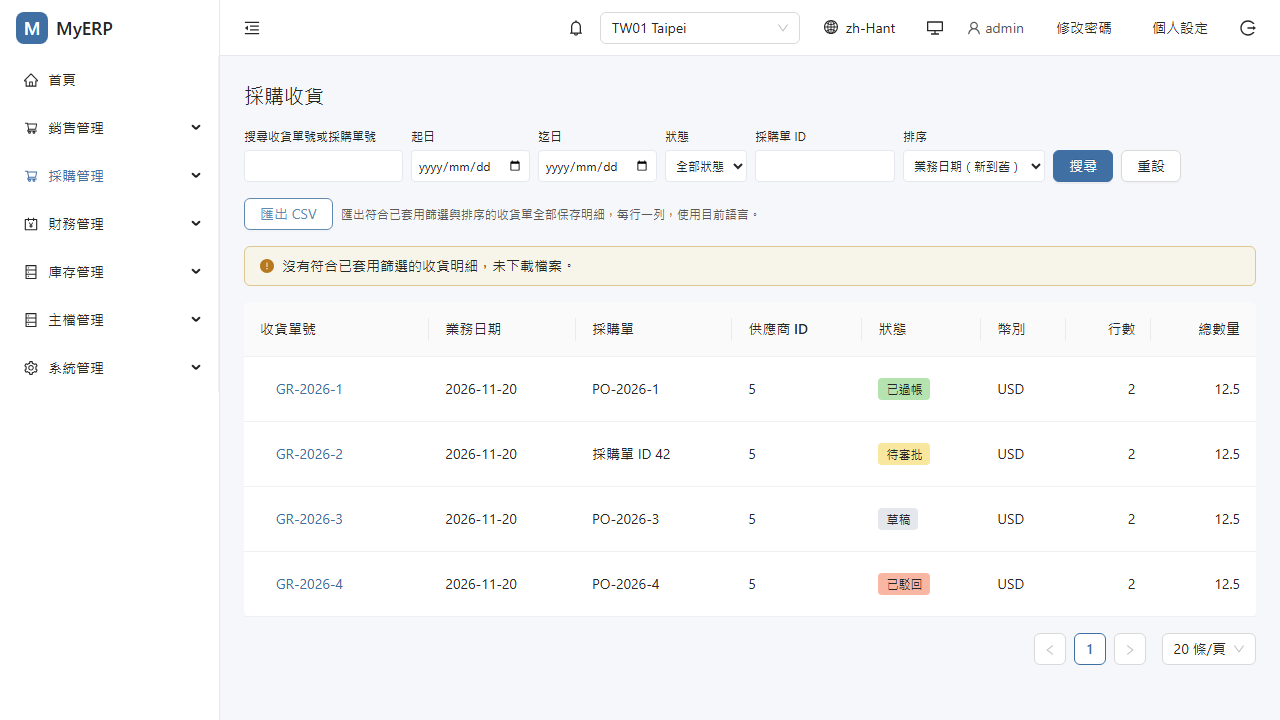 M MyERP
TW01 Taipei
zh-Hant
admin
修改密碼
個人設定
首頁
銷售管理
採購管理
財務管理
庫存管理
主檔管理
系統管理
採購收貨
搜尋收貨單號或採購單號
起日
迄日
狀態
採購單 ID
排序
yyyy/mm/dd
yyyy/mm/dd
全部狀態
業務日期（新到舊）
搜尋
重設
匯出 CSV
匯出符合已套用篩選與排序的收貨單全部保存明細，每行一列，使用目前語言。
沒有符合已套用篩選的收貨明細，未下載檔案。
收貨單號 業務日期 採購單 供應商 ID 狀態 幣別 行數 總數量
GR-2026-1 2026-11-20 PO-2026-1 5 已過帳 USD 2 12.5
GR-2026-2 2026-11-20 採購單 ID 42 5 待審批 USD 2 12.5
GR-2026-3 2026-11-20 PO-2026-3 5 草稿 USD 2 12.5
GR-2026-4 2026-11-20 PO-2026-4 5 已駁回 USD 2 12.5
1
20 條/頁